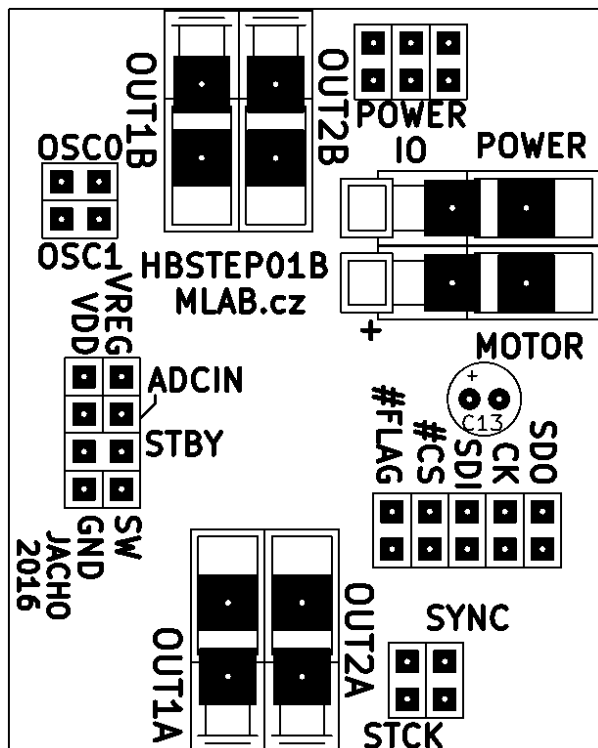 OUT1B
OUT2B
POWER
IO
POWER
OSC0
OSC1
HBSTEP01B
MLAB.cz
+
MOTOR
VDD
VREG
ADCIN
STBY
GND
SW
JACHO
2016
+
C13
#FLAG
#CS
SDI
CK
SDO
OUT1A
OUT2A
SYNC
STCK